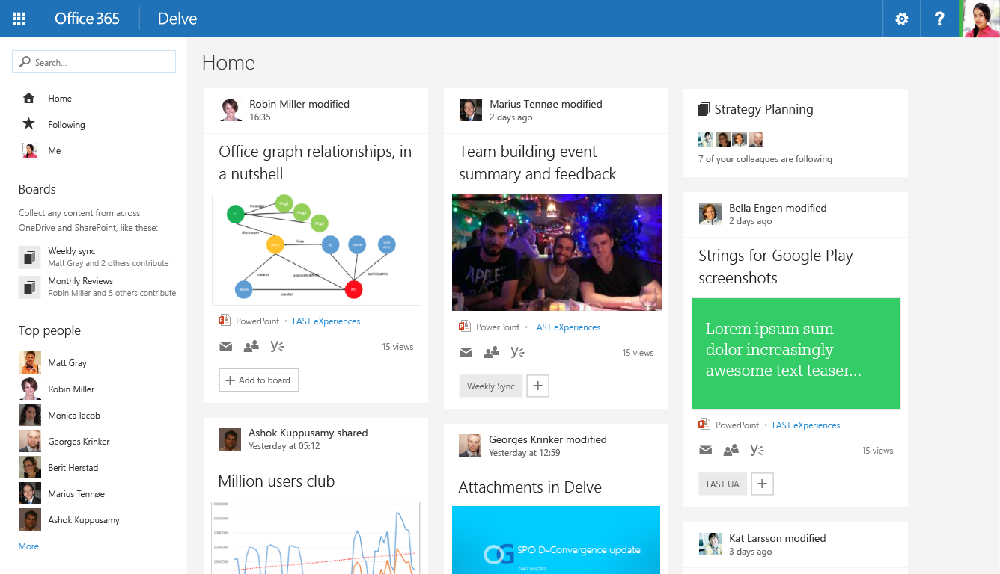 Office 365
Delve
Search...
Home
Following
Me
Boards
Collect any content from across
OneDrive and SharePoint, like these:
Weekly sync
Matt Gray and 2 others contribute
Monthly Reviews
Robin Miller and 5 others contribute
Top people
Matt Gray
Robin Miller
Monica Iacob
Georges Krinker
Berit Herstad
Marius Tennøe
Ashok Kuppusamy
More
Home
Robin Miller modified
16:35
Office graph relationships, in
a nutshell
message
Msg1
Msg2
Msg3
T1
discussion
likes
creator
participants
creator
PowerPoint • FAST eXperiences
15 views
+ Add to board
Ashok Kuppusamy shared
Yesterday at 05:12
Million users club
3000000
2500000
2000000
1500000
1000000
Marius Tennøe modified
2 days ago
Team building event
summary and feedback
APPLE
PowerPoint • FAST eXperiences
15 views
Weekly Sync
+
Georges Krinker modified
Yesterday at 12:59
Attachments in Delve
OG SPO D-Convergence update
Strategy Planning
7 of your colleagues are following
Bella Engen modified
2 days ago
Strings for Google Play
screenshots
Lorem ipsum sum
dolor increasingly
awesome text teaser...
PowerPoint • FAST eXperiences
15 views
FAST UA
+
Kat Larsson modified
3 days ago